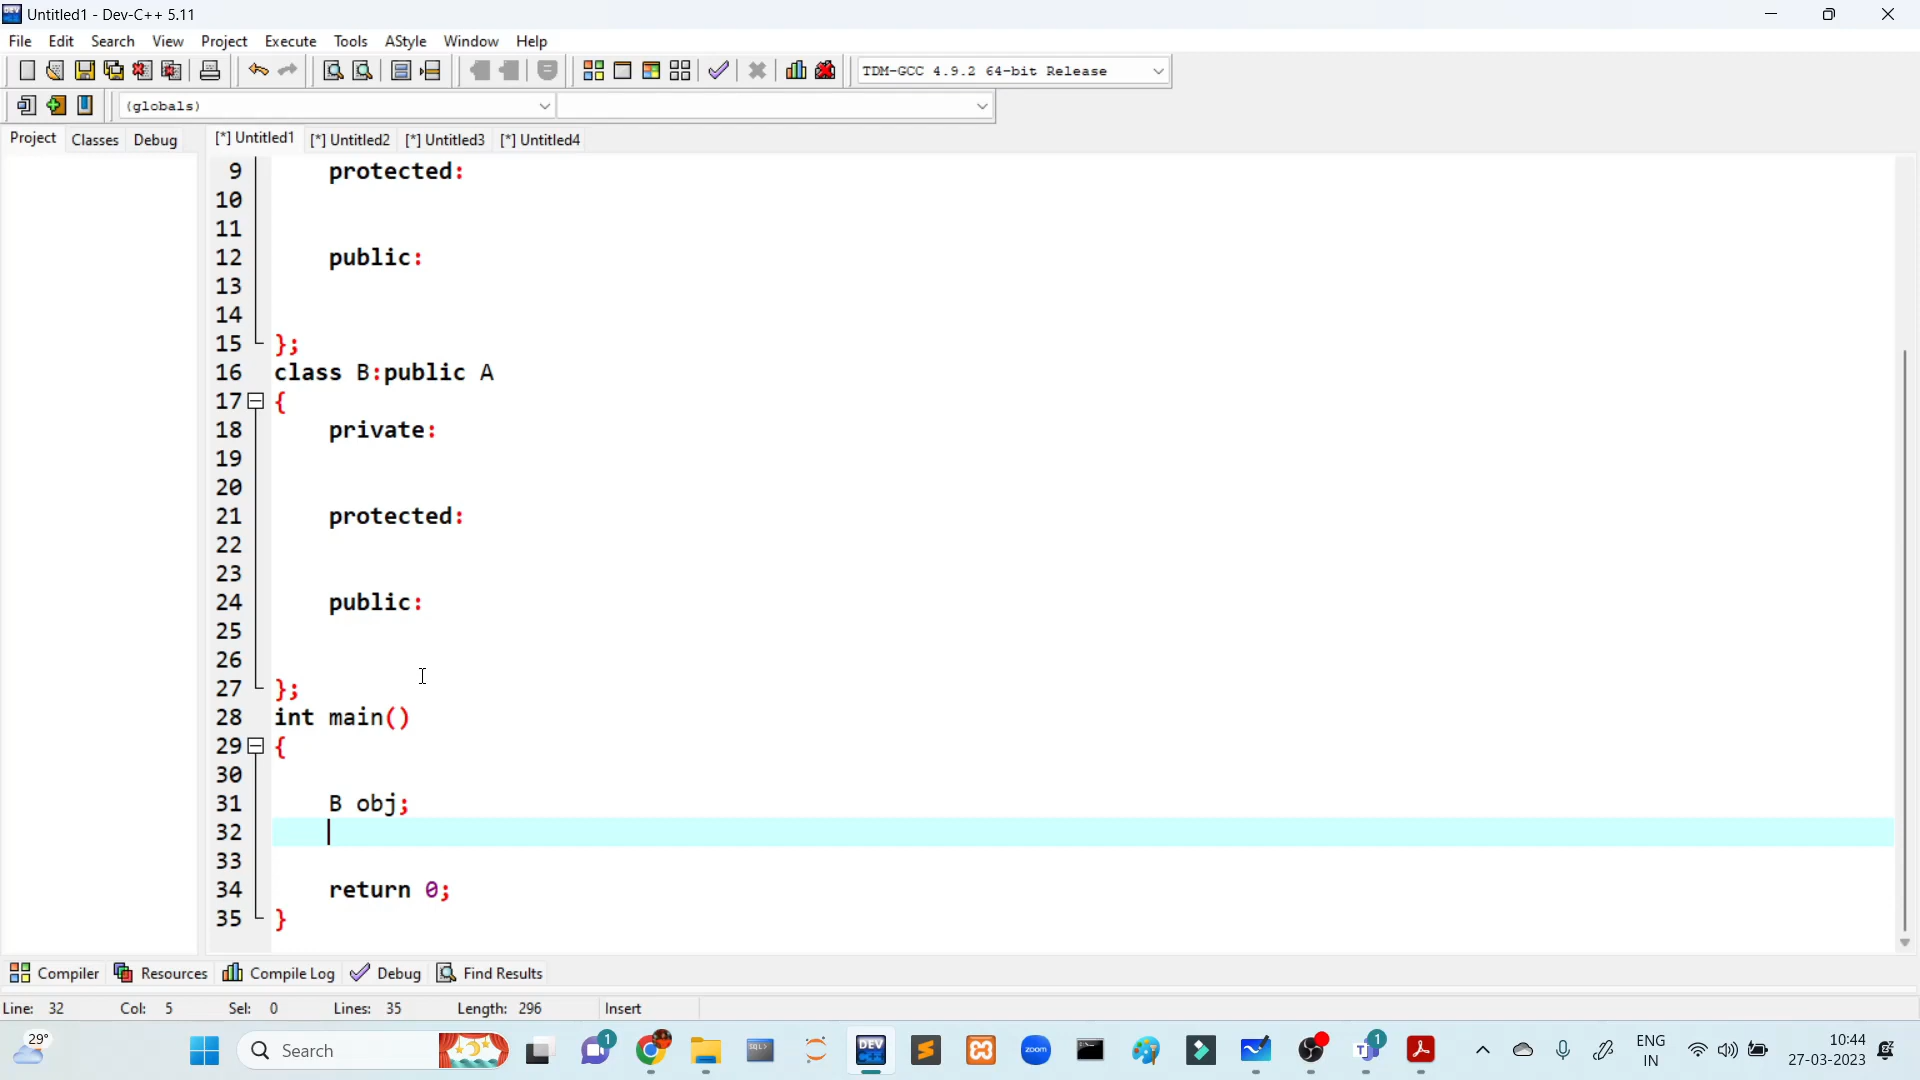 Untitled1 - Dev-C++ 5.11
File Edit Search View Project Execute Tools AStyle Window Help
TDM-GCC 4.9.2 64-bit Release
(globals)
Project Classes Debug [*] Untitled1 [*] Untitled2 [*] Untitled3 [*] Untitled4
9 protected:
10
11
12 public:
13
14
15 };
16 class B:public A
17 {
18 private:
19
20
21 protected:
22
23
24 public:
25
26
27 };
28 int main()
29 {
30
31 B obj;
32
33
34 return 0;
35 }
Compiler Resources Compile Log Debug Find Results
Line: 32 Col: 5 Sel: 0 Lines: 35 Length: 296 Insert
29°
Search
1
SQL>
DEV C++
zoom
1
ENG
IN
10:44
27-03-2023